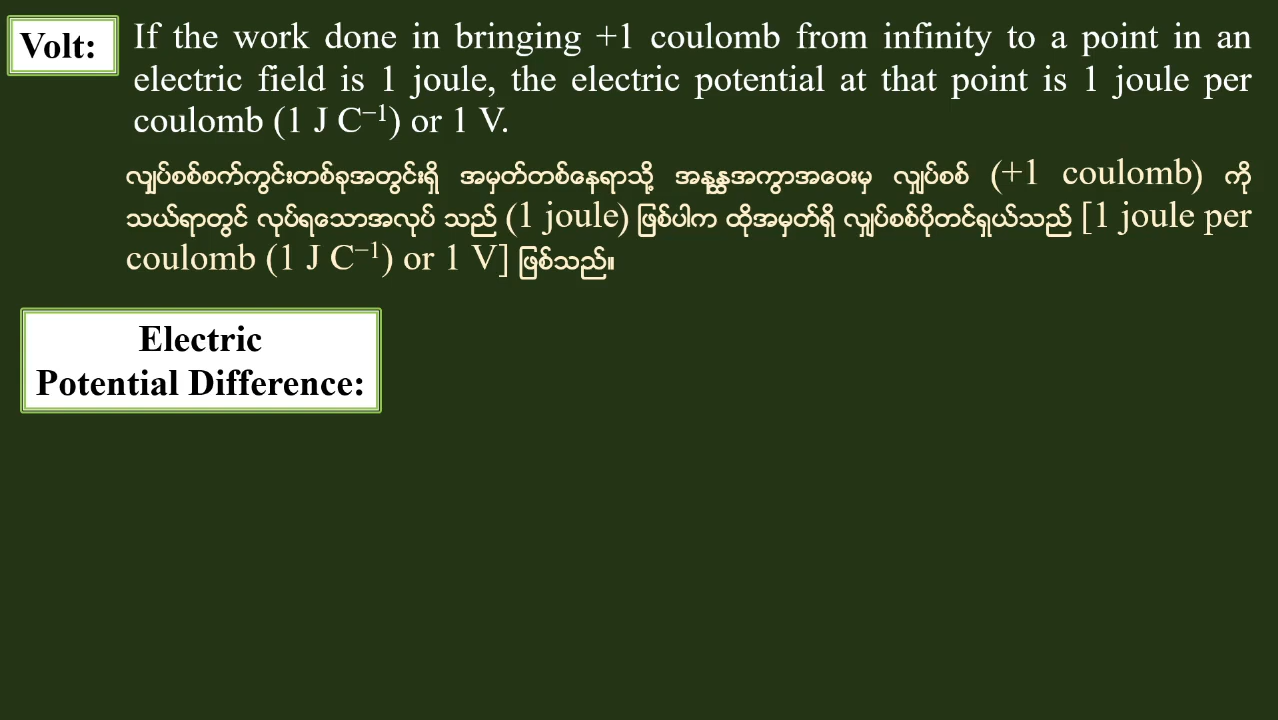 Volt: If the work done in bringing +1 coulomb from infinity to a point in an
electric field is 1 joule, the electric potential at that point is 1 joule per
coulomb (1 J C⁻¹) or 1 V.
လျှပ်စစ်စက်ကွင်းတစ်ခုအတွင်းရှိ အမှတ်တစ်နေရာသို့ အနန္တအကွာအဝေးမှ လျှပ်စစ် (+1 coulomb) ကို
သယ်ရာတွင် လုပ်ရသောအလုပ် သည် (1 joule) ဖြစ်ပါက ထိုအမှတ်ရှိ လျှပ်စစ်ပိုတင်ရှယ်သည် [1 joule per
coulomb (1 J C⁻¹) or 1 V] ဖြစ်သည်။
Electric
Potential Difference: